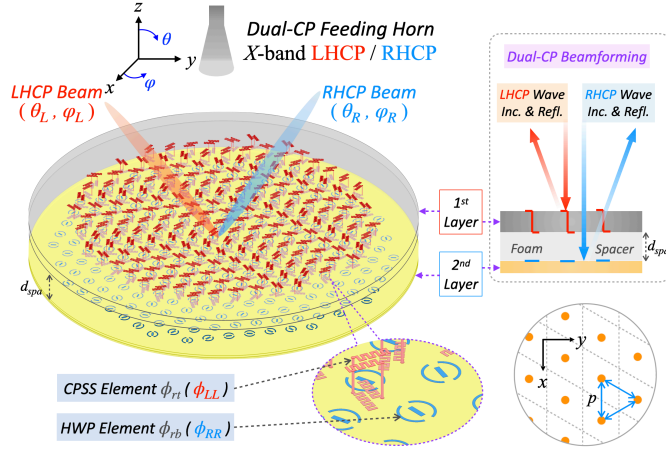 z
θ
y
x
φ
Dual-CP Feeding Horn
X-band LHCP / RHCP
LHCP Beam
( θL , φL )
RHCP Beam
( θR , φR )
Dual-CP Beamforming
LHCP Wave
Inc. & Refl.
RHCP Wave
Inc. & Refl.
1st
Layer
Foam
Spacer
dspa
2nd
Layer
dspa
CPSS Element ϕrt ( ϕLL )
HWP Element ϕrb ( ϕRR )
y
x
p